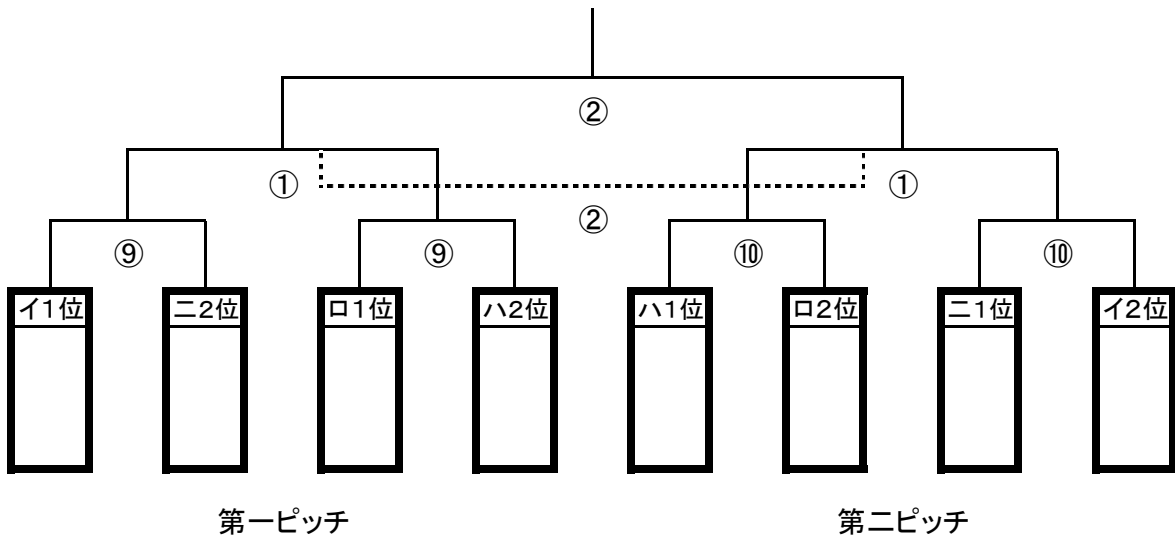 ②
① ①
②
⑨ ⑨ ⑩ ⑩
イ1位 ニ2位 ロ1位 ハ2位 ハ1位 ロ2位 ニ1位 イ2位
第一ピッチ 第二ピッチ